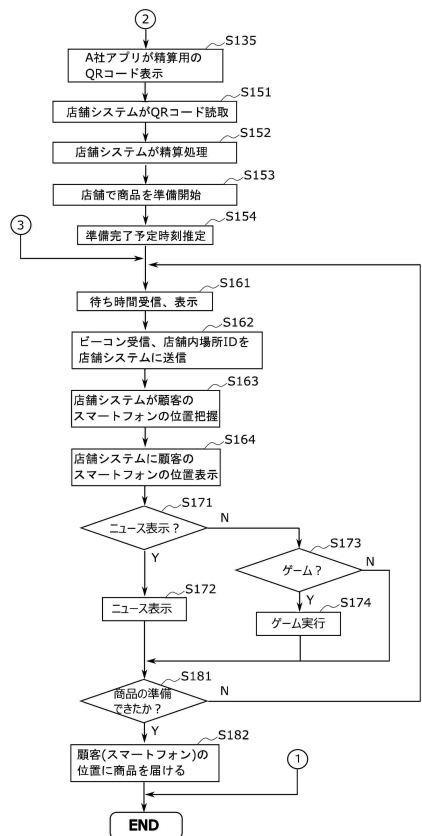 ②
S135
A社アプリが精算用の
QRコード表示
S151
店舗システムがQRコード読取
S152
店舗システムが精算処理
S153
店舗で商品を準備開始
S154
準備完了予定時刻推定
③
S161
待ち時間受信、表示
S162
ビーコン受信、店舗内場所IDを
店舗システムに送信
S163
店舗システムが顧客の
スマートフォンの位置把握
S164
店舗システムに顧客の
スマートフォンの位置表示
S171
ニュース表示？
N
Y
S173
ゲーム？
N
Y
S172
ニュース表示
S174
ゲーム実行
S181
商品の準備
できたか？
N
Y
S182
顧客(スマートフォン)の
位置に商品を届ける
①
END